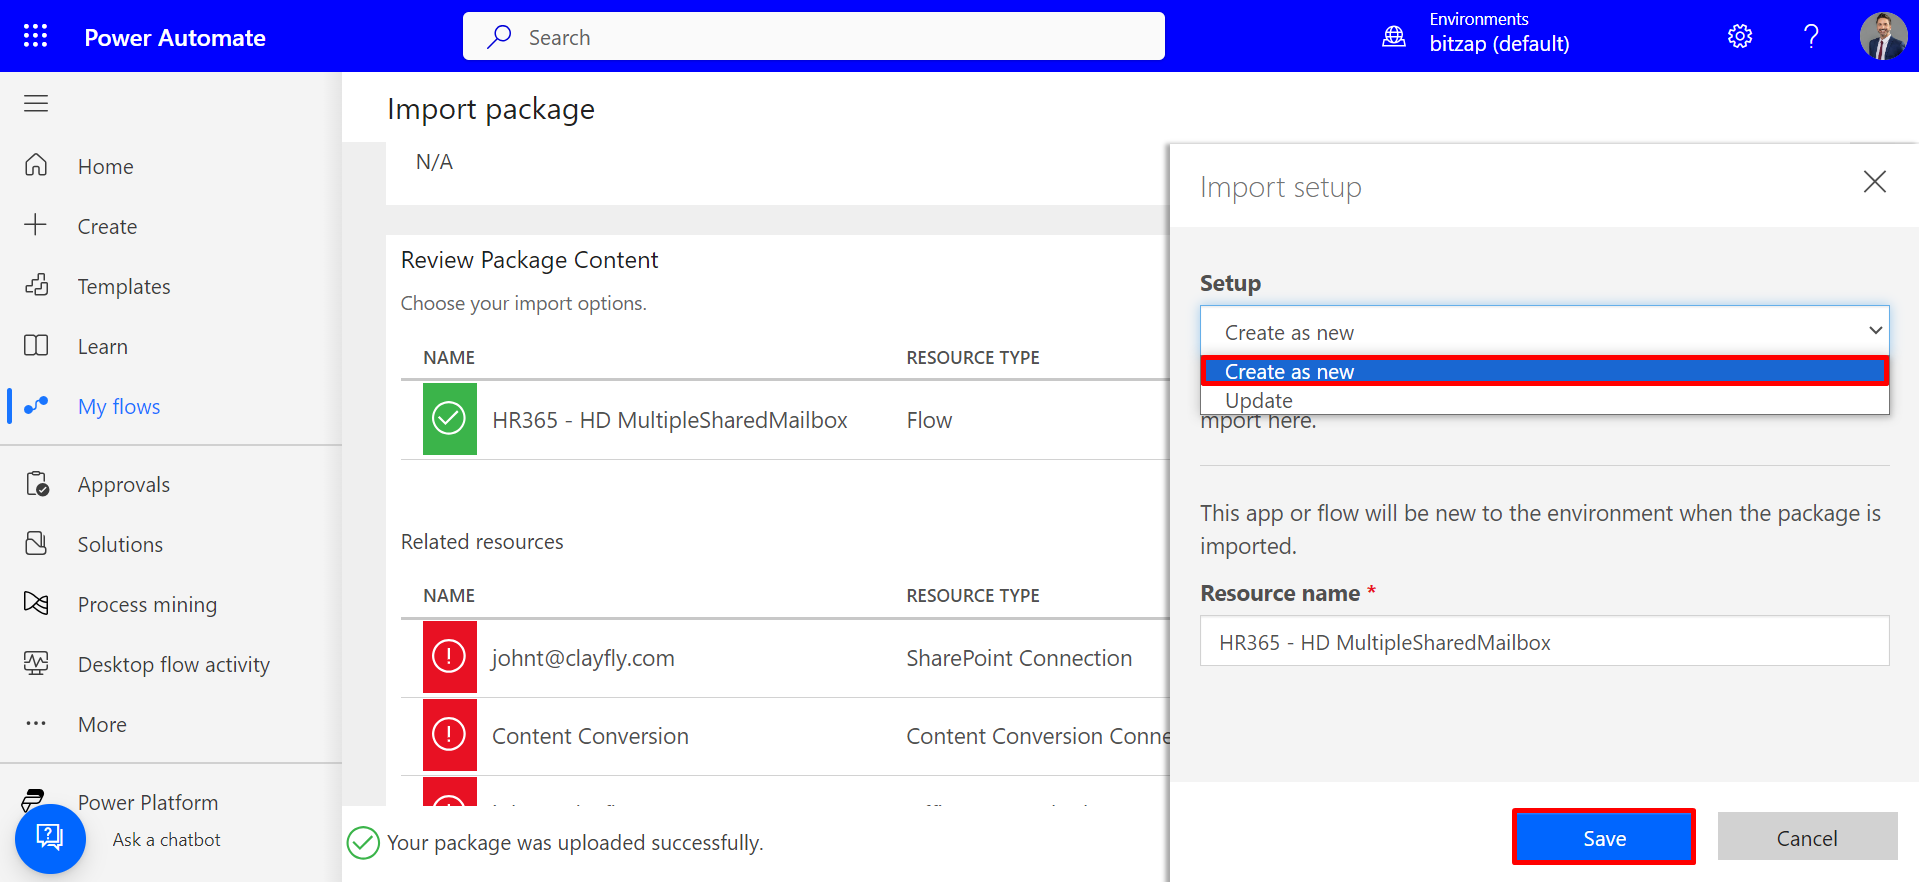 Power Automate
Search
Environments
bitzap (default)
Home
Create
Templates
Learn
My flows
Approvals
Solutions
Process mining
Desktop flow activity
More
Power Platform
Ask a chatbot
Import package
N/A
Review Package Content
Choose your import options.
NAME RESOURCE TYPE
HR365 - HD MultipleSharedMailbox Flow
Related resources
NAME RESOURCE TYPE
johnt@clayfly.com SharePoint Connection
Content Conversion Content Conversion Conne
Your package was uploaded successfully.
Import setup
Setup
Create as new
Create as new
Update
mport here.
This app or flow will be new to the environment when the package is
imported.
Resource name *
HR365 - HD MultipleSharedMailbox
Save
Cancel